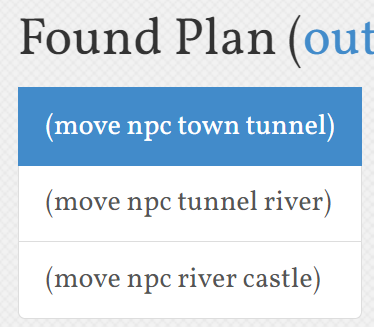 Found Plan (out
(move npc town tunnel)
(move npc tunnel river)
(move npc river castle)